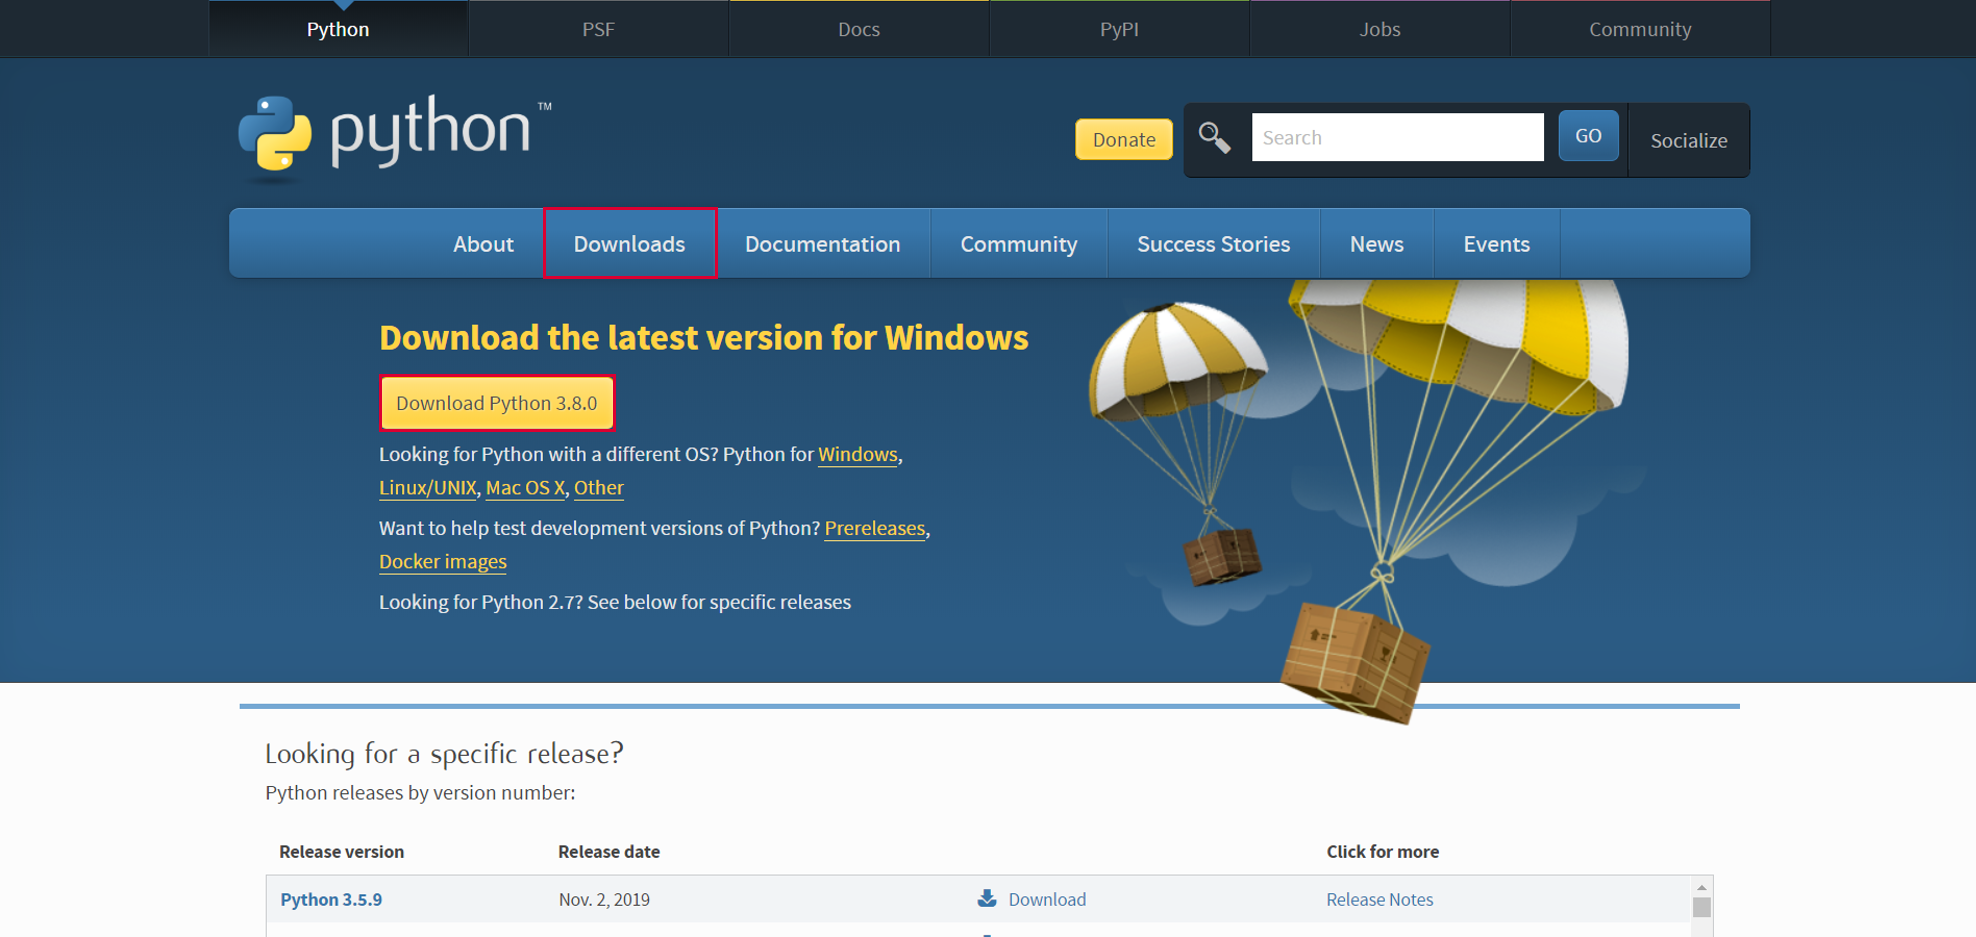 Python PSF Docs PyPI Jobs Community
python™
Donate Search GO Socialize
About Downloads Documentation Community Success Stories News Events
Download the latest version for Windows
Download Python 3.8.0
Looking for Python with a different OS? Python for Windows,
Linux/UNIX, Mac OS X, Other
Want to help test development versions of Python? Prereleases,
Docker images
Looking for Python 2.7? See below for specific releases
Looking for a specific release?
Python releases by version number:
Release version Release date Click for more
Python 3.5.9 Nov. 2, 2019 Download Release Notes